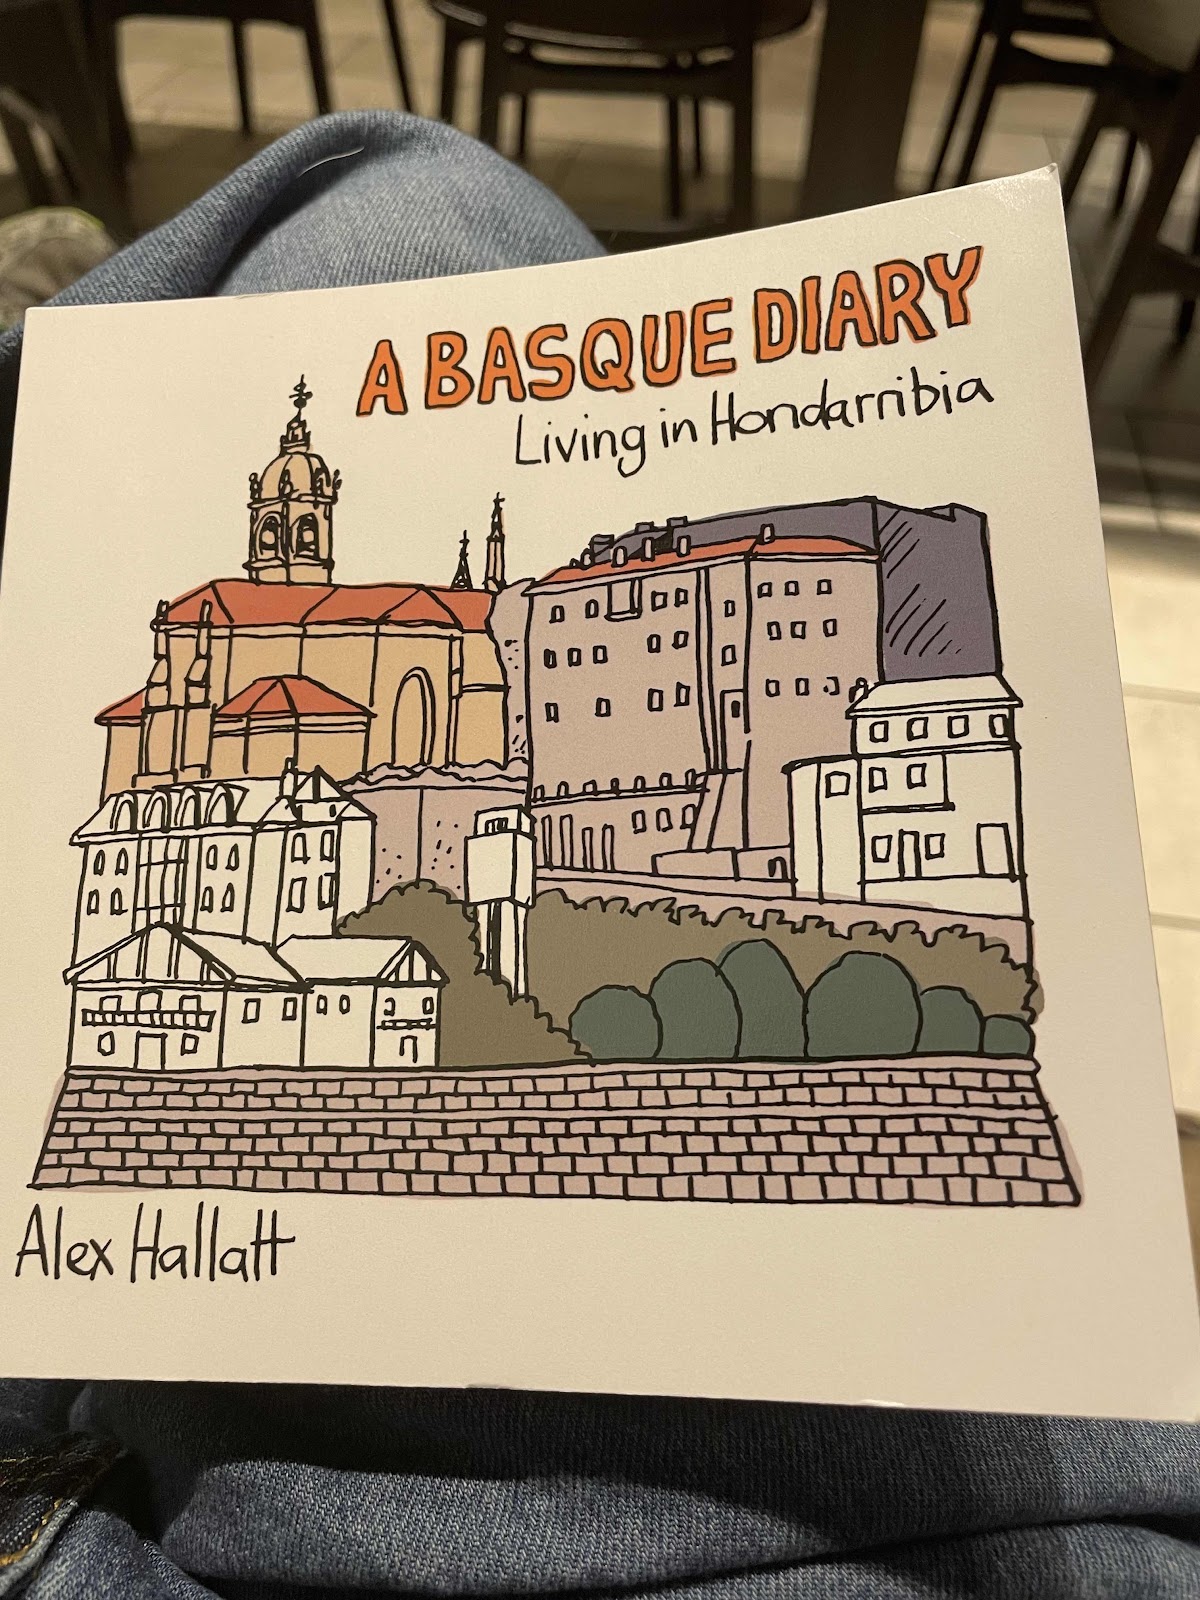 A BASQUE DIARY
Living in Hondarribia
Alex Hallatt